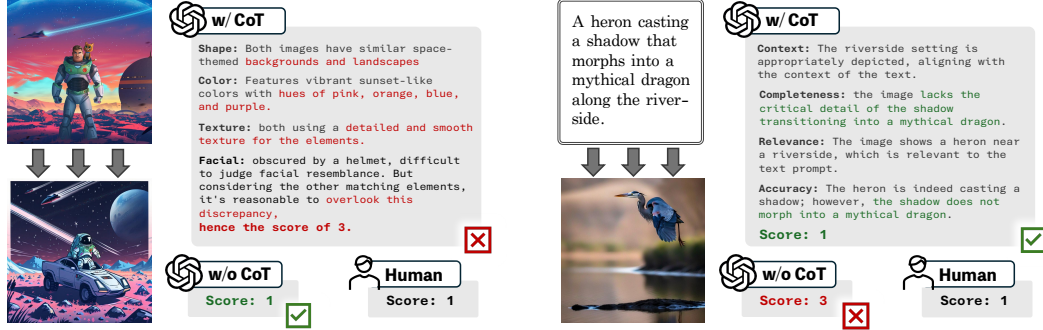 w/ CoT
Shape: Both images have similar space-
themed backgrounds and landscapes
Color: Features vibrant sunset-like
colors with hues of pink, orange, blue,
and purple.
Texture: both using a detailed and smooth
texture for the elements.
Facial: obscured by a helmet, difficult
to judge facial resemblance. But
considering the other matching elements,
it's reasonable to overlook this
discrepancy,
hence the score of 3.
w/o CoT
Score: 1
Human
Score: 1
A heron casting
a shadow that
morphs into a
mythical dragon
along the river-
side.
w/ CoT
Context: The riverside setting is
appropriately depicted, aligning with
the context of the text.
Completeness: the image lacks the
critical detail of the shadow
transitioning into a mythical dragon.
Relevance: The image shows a heron near
a riverside, which is relevant to the
text prompt.
Accuracy: The heron is indeed casting a
shadow; however, the shadow does not
morph into a mythical dragon.
Score: 1
w/o CoT
Score: 3
Human
Score: 1